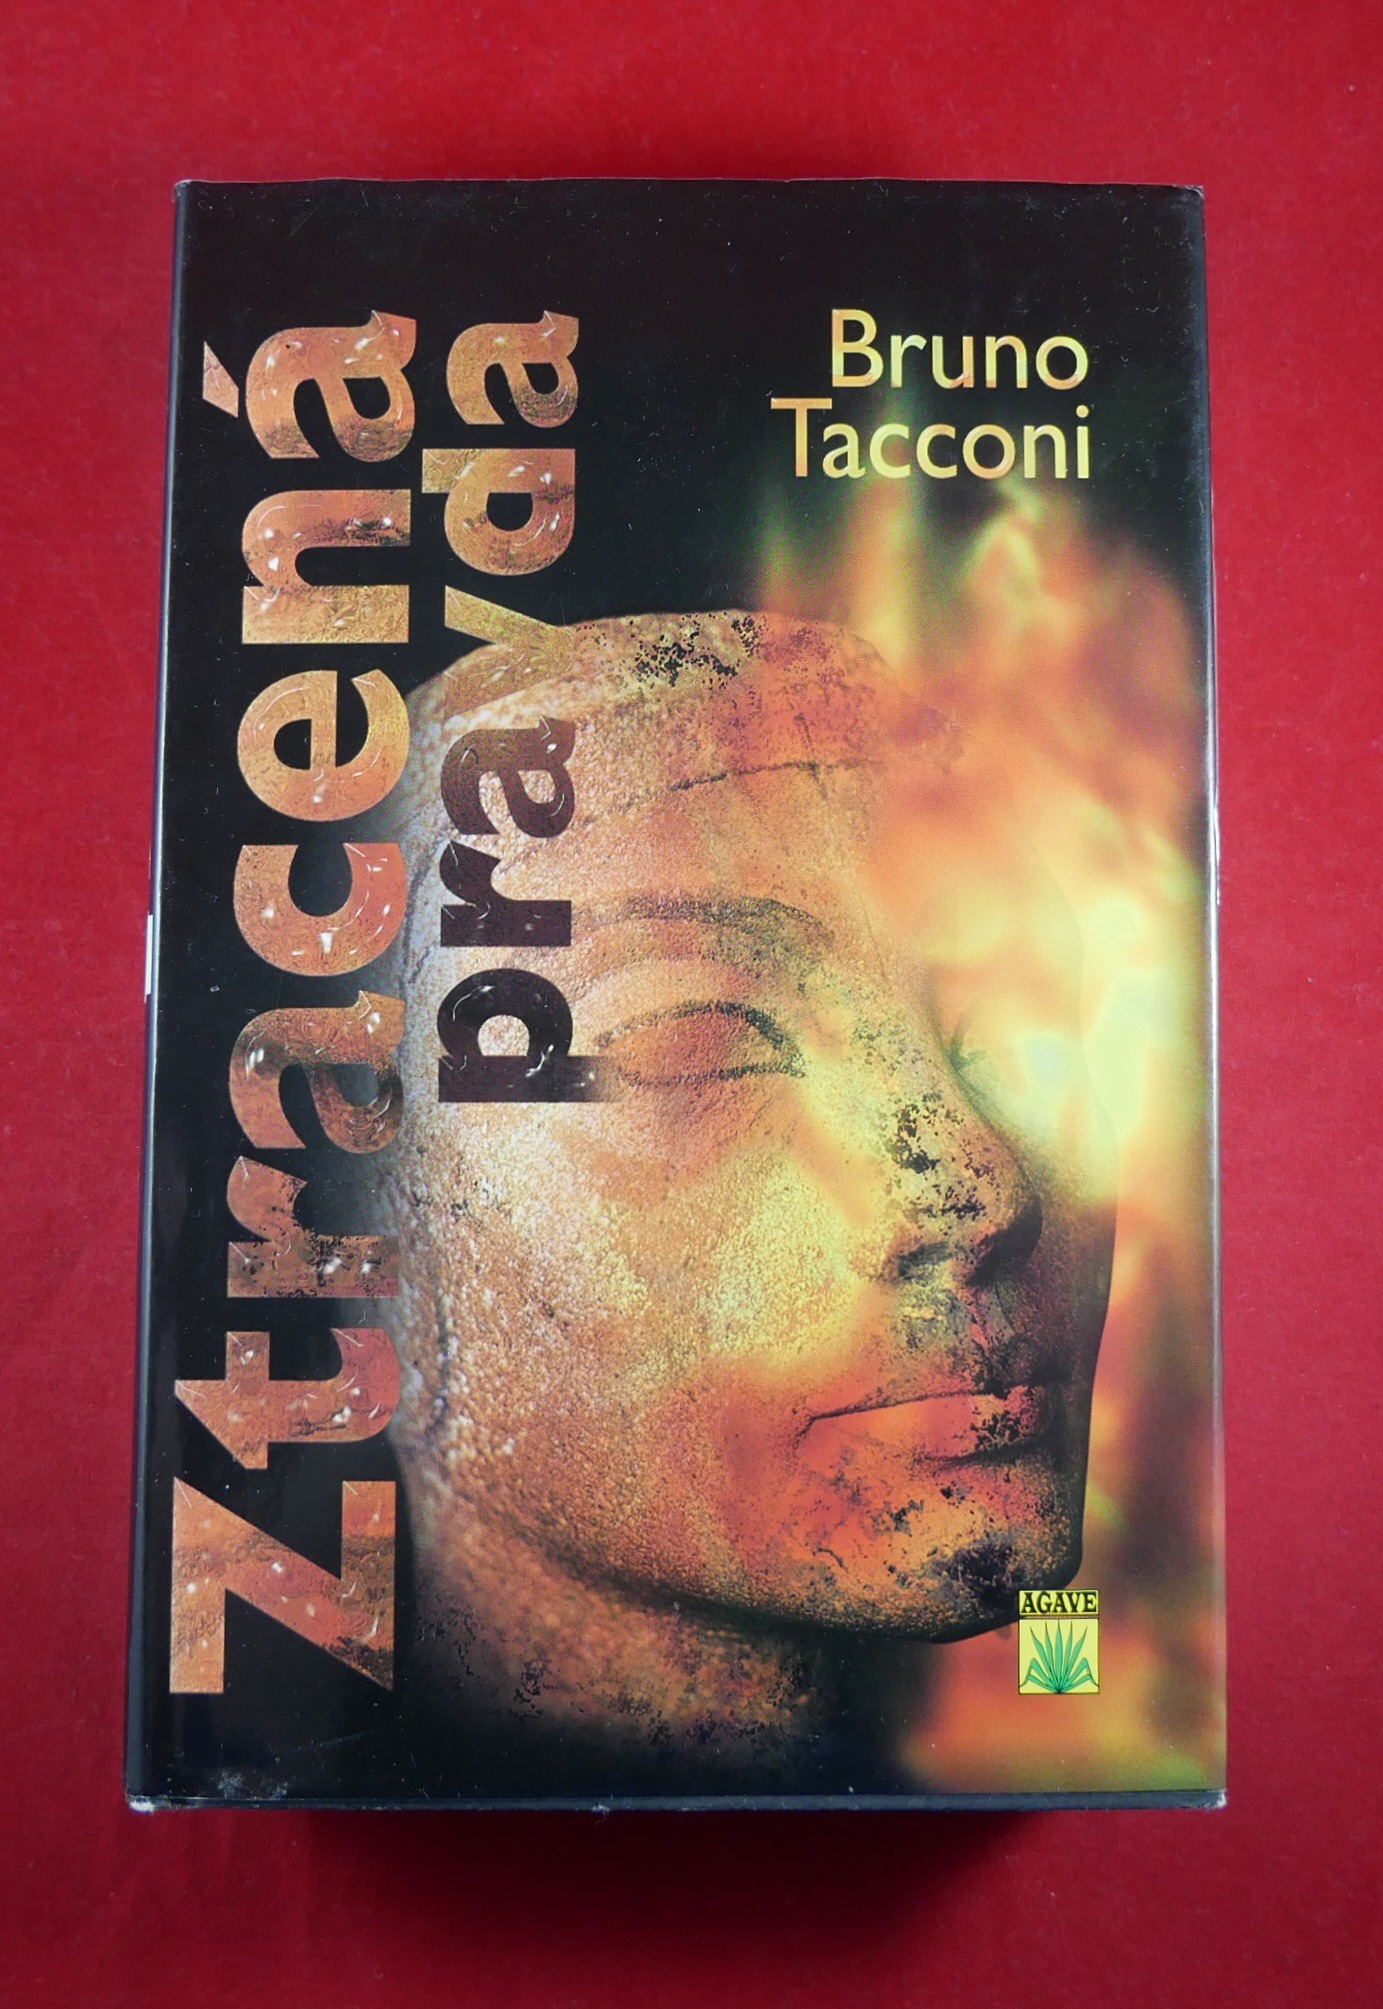 Ztracená
pravda
Bruno
Tacconi
AGAVE